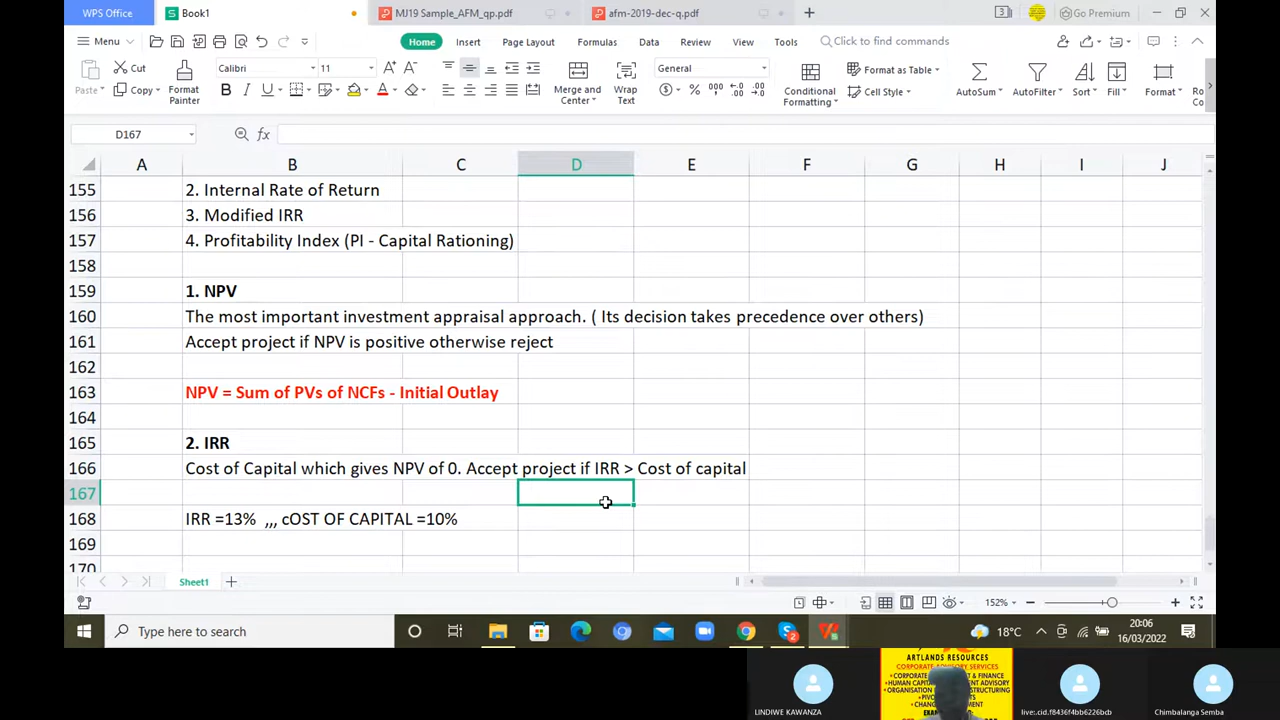 WPS Office
Book1
MJ19 Sample_AFM_qp.pdf
afm-2019-dec-q.pdf
3
Go Premium
Menu
Home
Insert
Page Layout
Formulas
Data
Review
View
Tools
Click to find commands
Cut
Calibri
11
General
Format as Table
Paste
Copy
Format Painter
Merge and Center
Wrap Text
Conditional Formatting
Cell Style
AutoSum
AutoFilter
Sort
Fill
Format
D167
fx
A B C D E F G H I J
155 2. Internal Rate of Return
156 3. Modified IRR
157 4. Profitability Index (PI - Capital Rationing)
158
159 1. NPV
160 The most important investment appraisal approach. ( Its decision takes precedence over others)
161 Accept project if NPV is positive otherwise reject
162
163 NPV = Sum of PVs of NCFs - Initial Outlay
164
165 2. IRR
166 Cost of Capital which gives NPV of 0. Accept project if IRR > Cost of capital
167
168 IRR =13% ,,, cOST OF CAPITAL =10%
169
170
Sheet1
152%
Type here to search
18°C
20:06
16/03/2022
ARTLANDS RESOURCES
CORPORATE ADVISORY SERVICES
LINDIWE KAWANZA
live:.cid.f8436f4bb6226bcb
Chimbalanga Semba